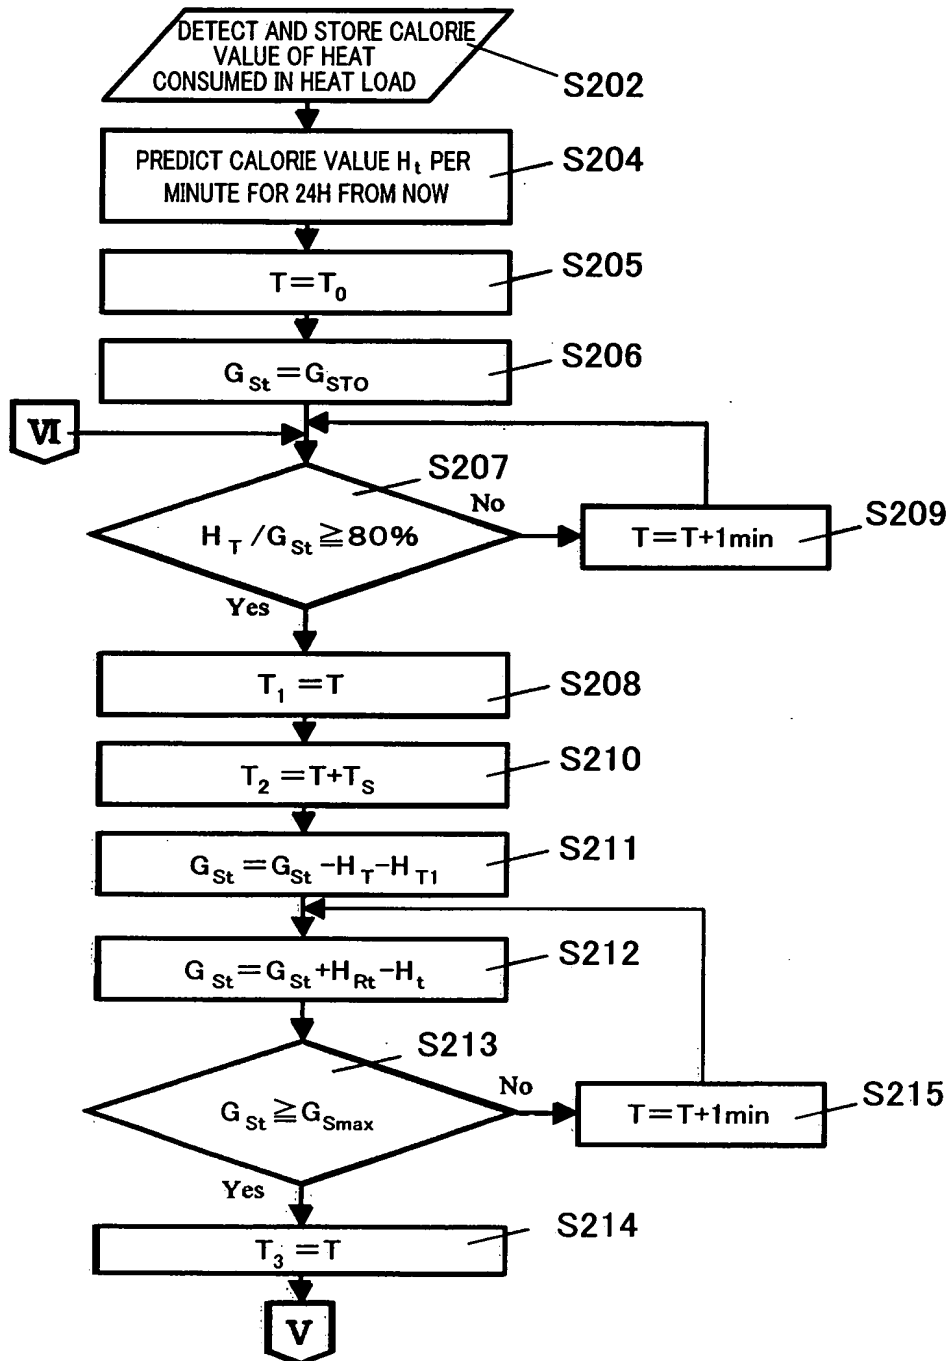 DETECT AND STORE CALORIE
VALUE OF HEAT
CONSUMED IN HEAT LOAD
S202
PREDICT CALORIE VALUE Ht PER
MINUTE FOR 24H FROM NOW
S204
T=T0
S205
GSt=GSTO
S206
VI
S207
HT/GSt≧80%
No
T=T+1min
S209
Yes
T1=T
S208
T2=T+TS
S210
GSt=GSt-HT-HT1
S211
GSt=GSt+HRt-Ht
S212
S213
GSt≧GSmax
No
T=T+1min
S215
Yes
T3=T
S214
V